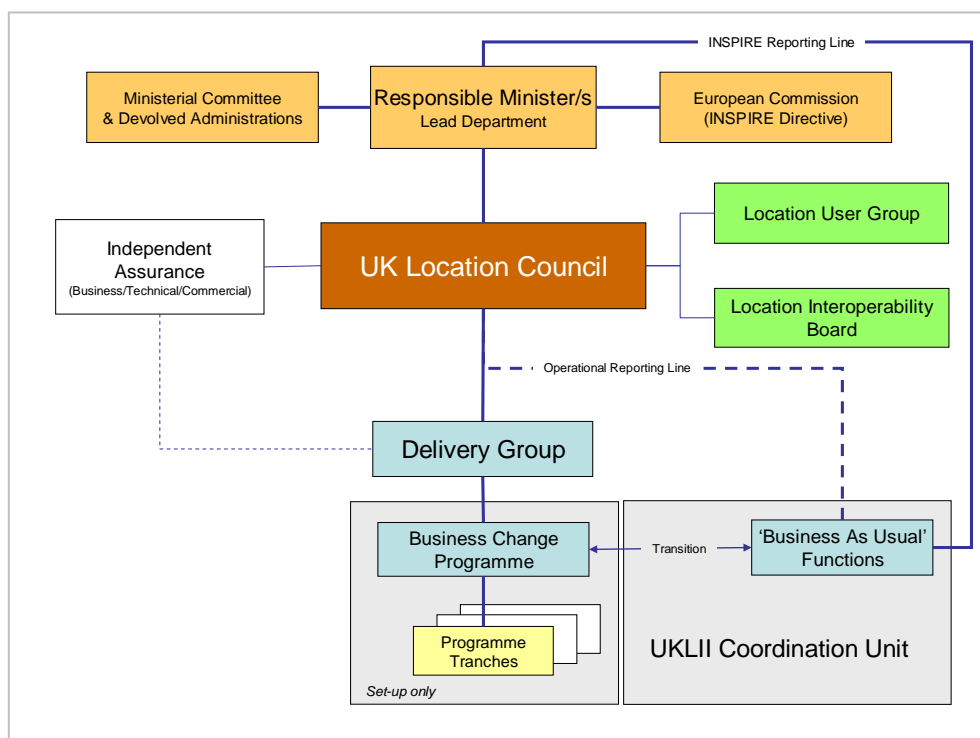 INSPIRE Reporting Line
Ministerial Committee
& Devolved Administrations
Responsible Minister/s
Lead Department
European Commission
(INSPIRE Directive)
Independent
Assurance
(Business/Technical/Commercial)
UK Location Council
Location User Group
Location Interoperability
Board
Operational Reporting Line
Delivery Group
Business Change
Programme
Transition
‘Business As Usual’
Functions
Programme
Tranches
UKLII Coordination Unit
Set-up only